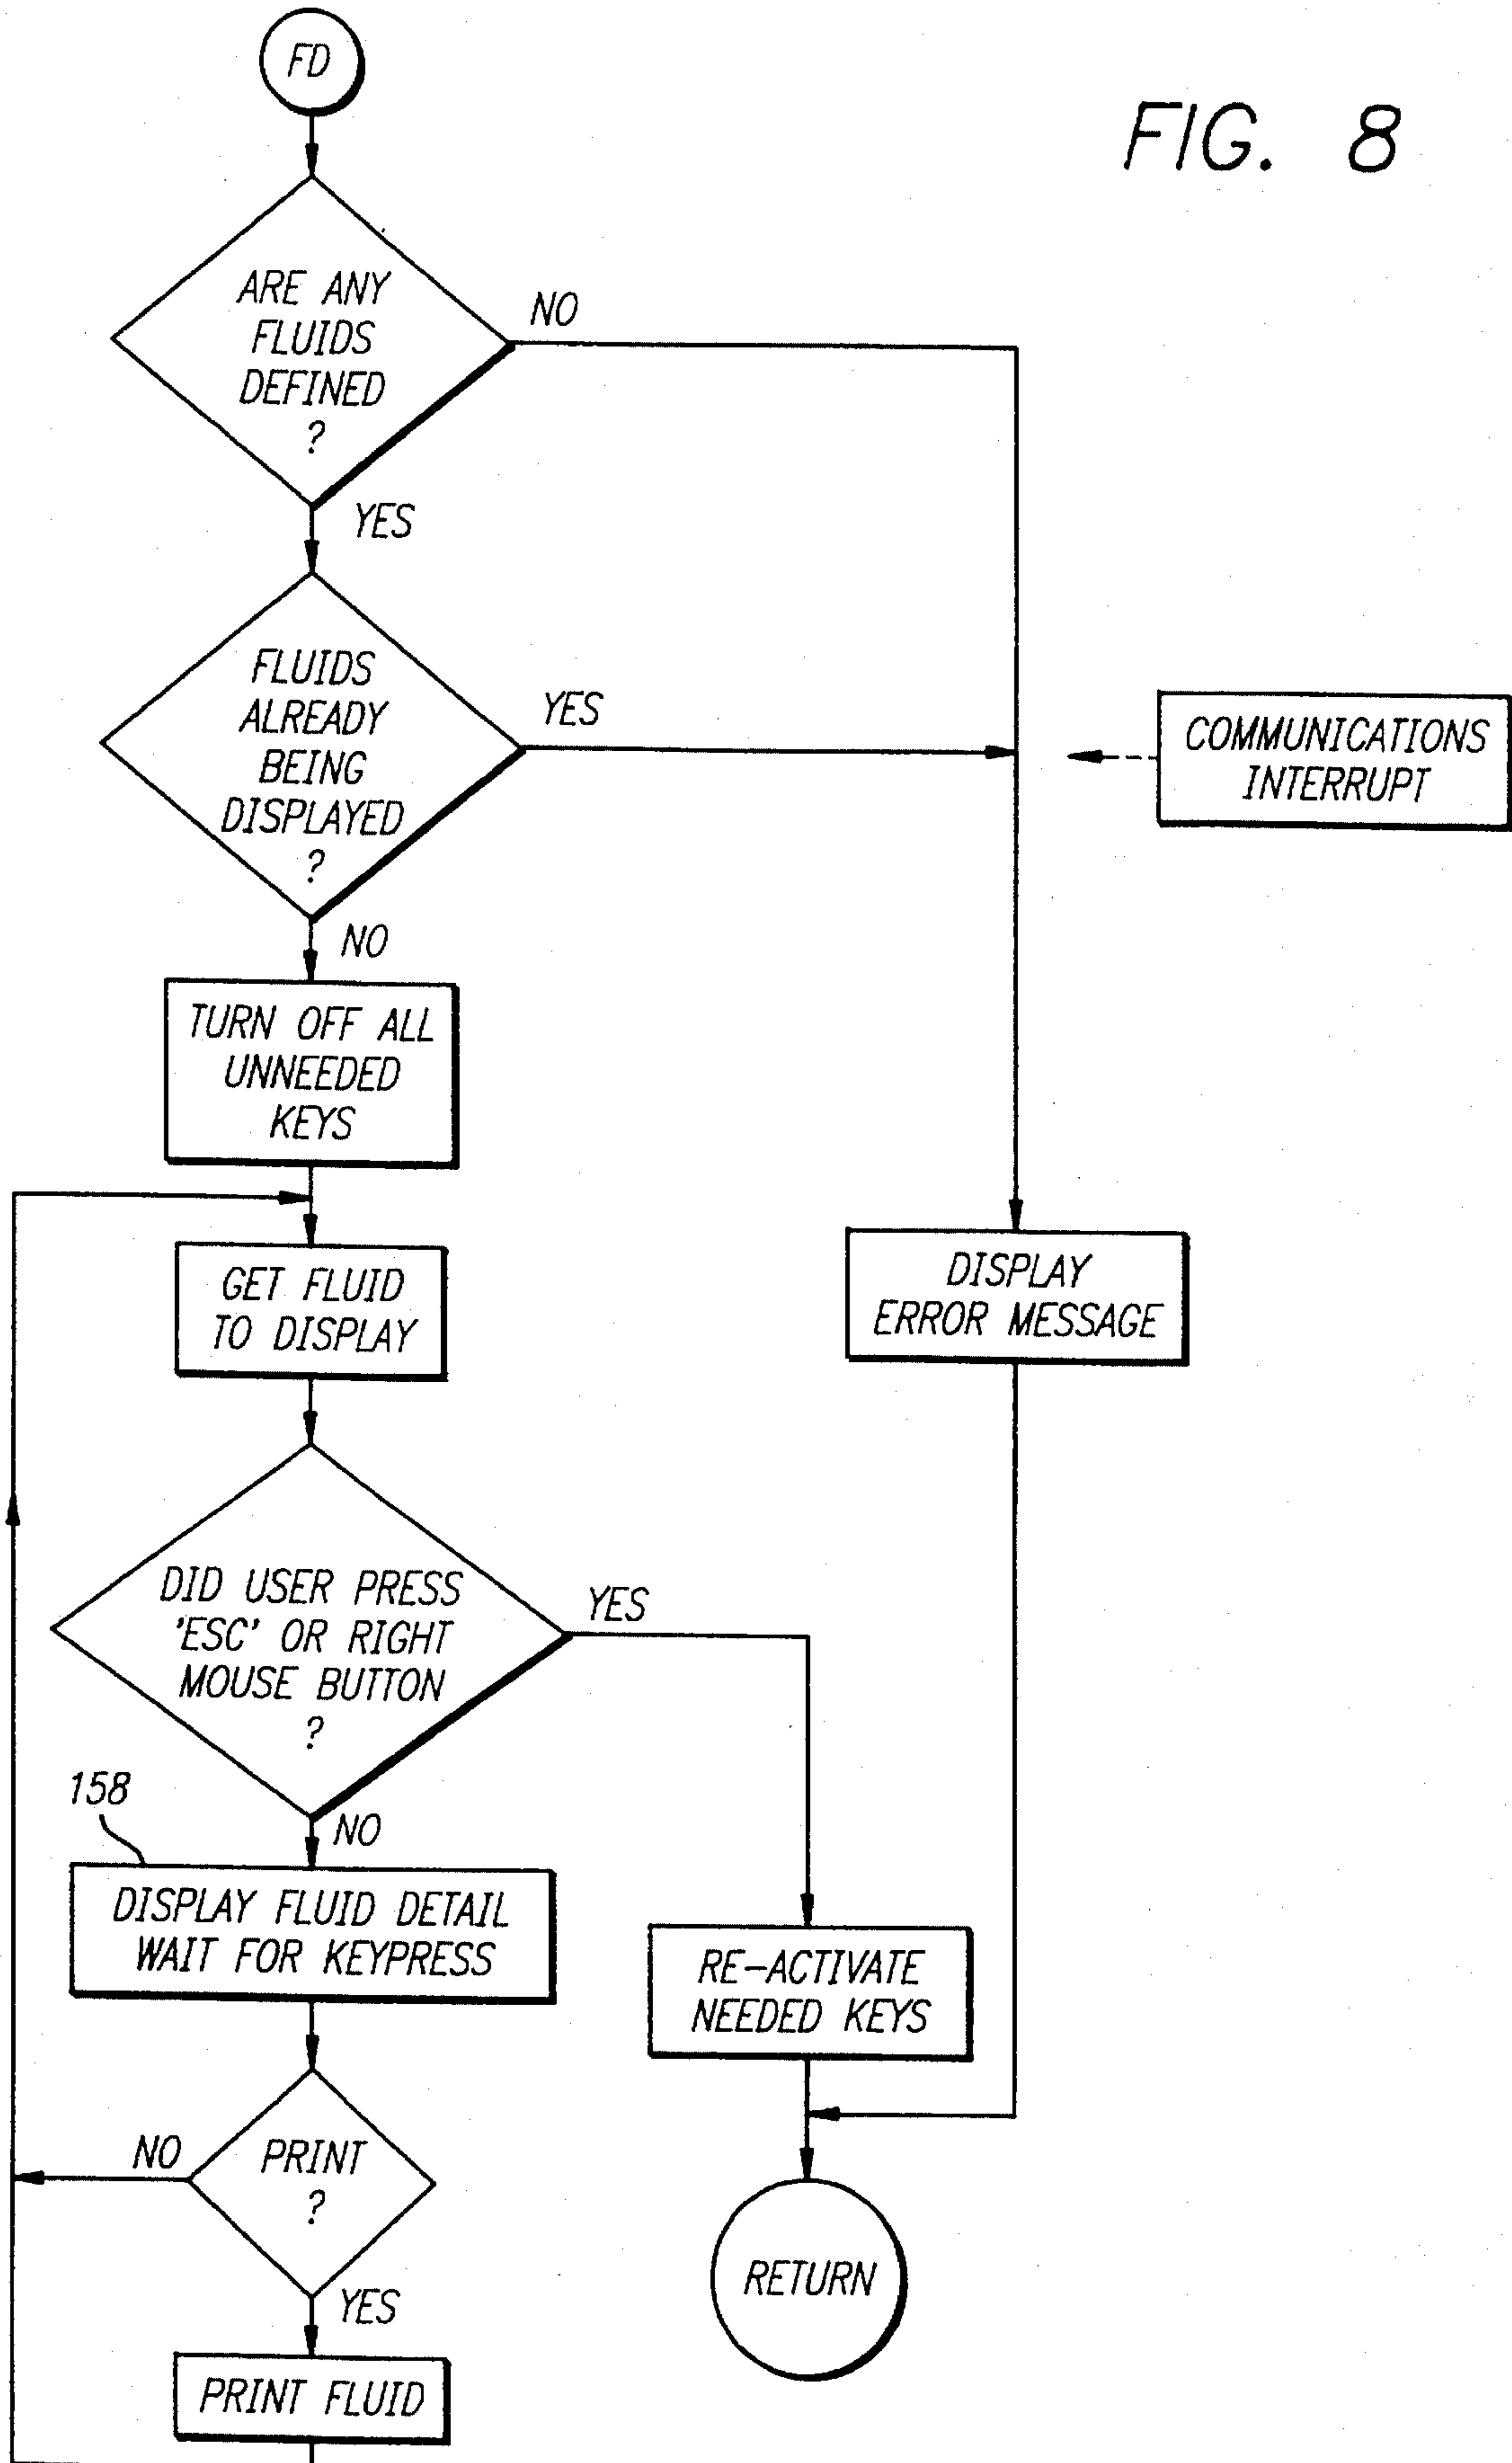 FD
FIG. 8
ARE ANY
FLUIDS
DEFINED
?
NO
YES
FLUIDS
ALREADY
BEING
DISPLAYED
?
YES
COMMUNICATIONS
INTERRUPT
NO
TURN OFF ALL
UNNEEDED
KEYS
GET FLUID
TO DISPLAY
DISPLAY
ERROR MESSAGE
DID USER PRESS
'ESC' OR RIGHT
MOUSE BUTTON
?
YES
158
NO
DISPLAY FLUID DETAIL
WAIT FOR KEYPRESS
RE-ACTIVATE
NEEDED KEYS
NO
PRINT
?
YES
RETURN
PRINT FLUID